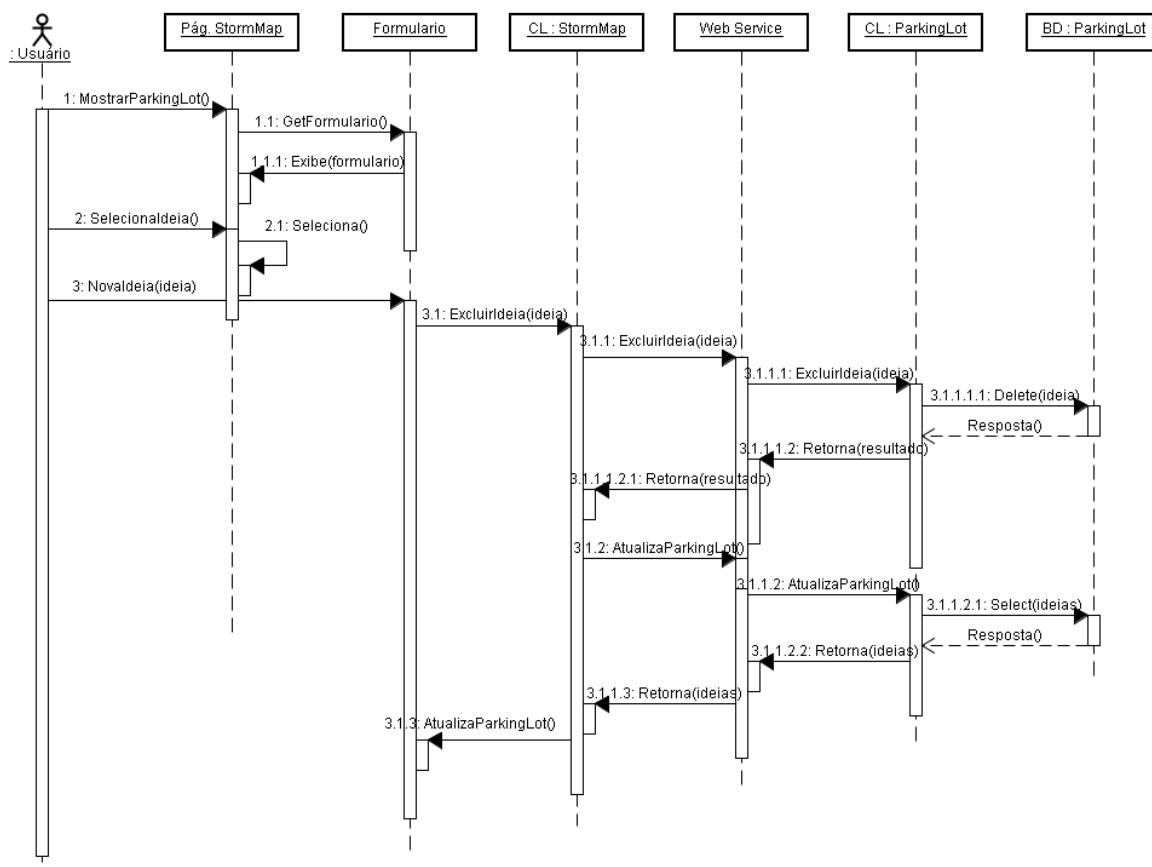 : Usuário
Pág. StormMap
Formulario
CL : StormMap
Web Service
CL : ParkingLot
BD : ParkingLot
1: MostrarParkingLot()
1.1: GetFormulario()
1.1.1: Exibe(formulario)
2: SelecionaIdeia()
2.1: Seleciona()
3: NovaIdeia(ideia)
3.1: ExcluirIdeia(ideia)
3.1.1: ExcluirIdeia(ideia)
3.1.1.1: ExcluirIdeia(ideia)
3.1.1.1.1: Delete(ideia)
Resposta()
3.1.1.1.2: Retorna(resultado)
3.1.1.1.2.1: Retorna(resultado)
3.1.2: AtualizaParkingLot()
3.1.1.2: AtualizaParkingLot()
3.1.1.2.1: Select(ideias)
Resposta()
3.1.1.2.2: Retorna(ideias)
3.1.1.3: Retorna(ideias)
3.1.3: AtualizaParkingLot()